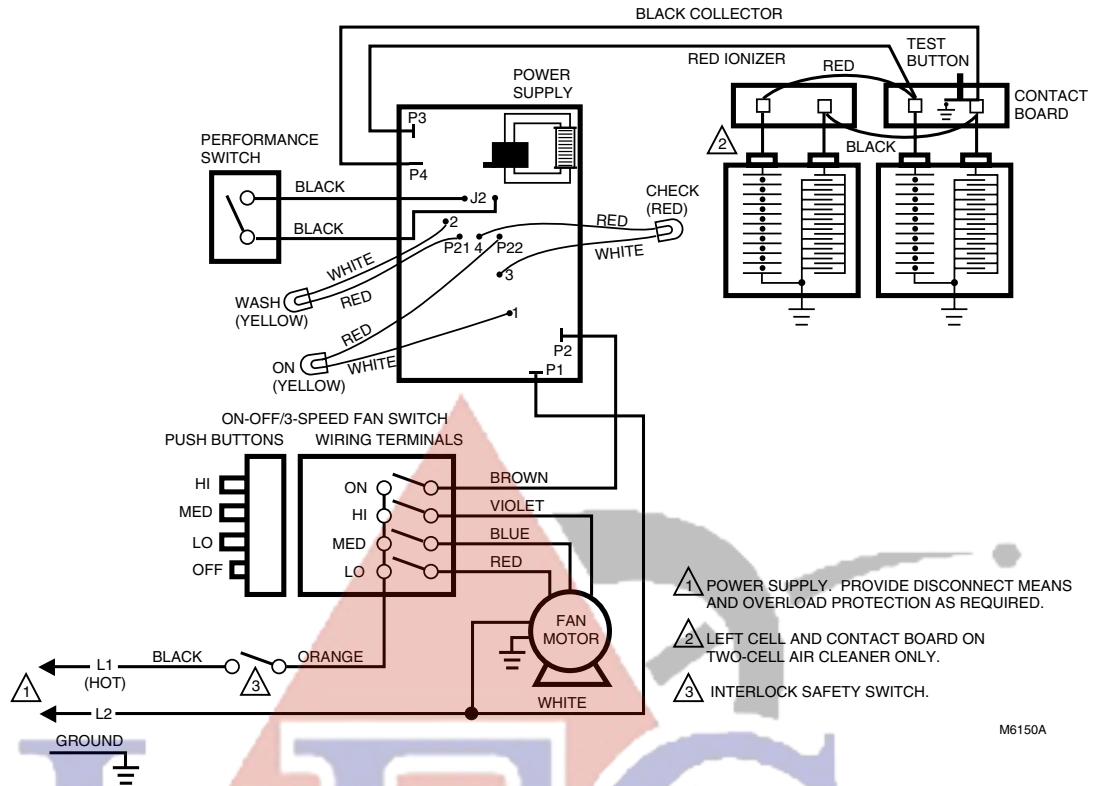 BLACK COLLECTOR
RED IONIZER
TEST
BUTTON
RED
POWER
SUPPLY
CONTACT
BOARD
P3
PERFORMANCE
SWITCH
2
BLACK
P4
BLACK
J2
CHECK
(RED)
2
RED
BLACK
P21 4 P22
WHITE
WHITE
3
WASH
(YELLOW)
RED
1
RED
P2
ON
(YELLOW)
WHITE
P1
ON-OFF/3-SPEED FAN SWITCH
PUSH BUTTONS
WIRING TERMINALS
HI
ON
BROWN
MED
HI
VIOLET
LO
MED
BLUE
OFF
LO
RED
1 POWER SUPPLY. PROVIDE DISCONNECT MEANS
AND OVERLOAD PROTECTION AS REQUIRED.
FAN
MOTOR
2 LEFT CELL AND CONTACT BOARD ON
TWO-CELL AIR CLEANER ONLY.
L1
(HOT)
BLACK
ORANGE
3
1
3 INTERLOCK SAFETY SWITCH.
WHITE
L2
M6150A
GROUND